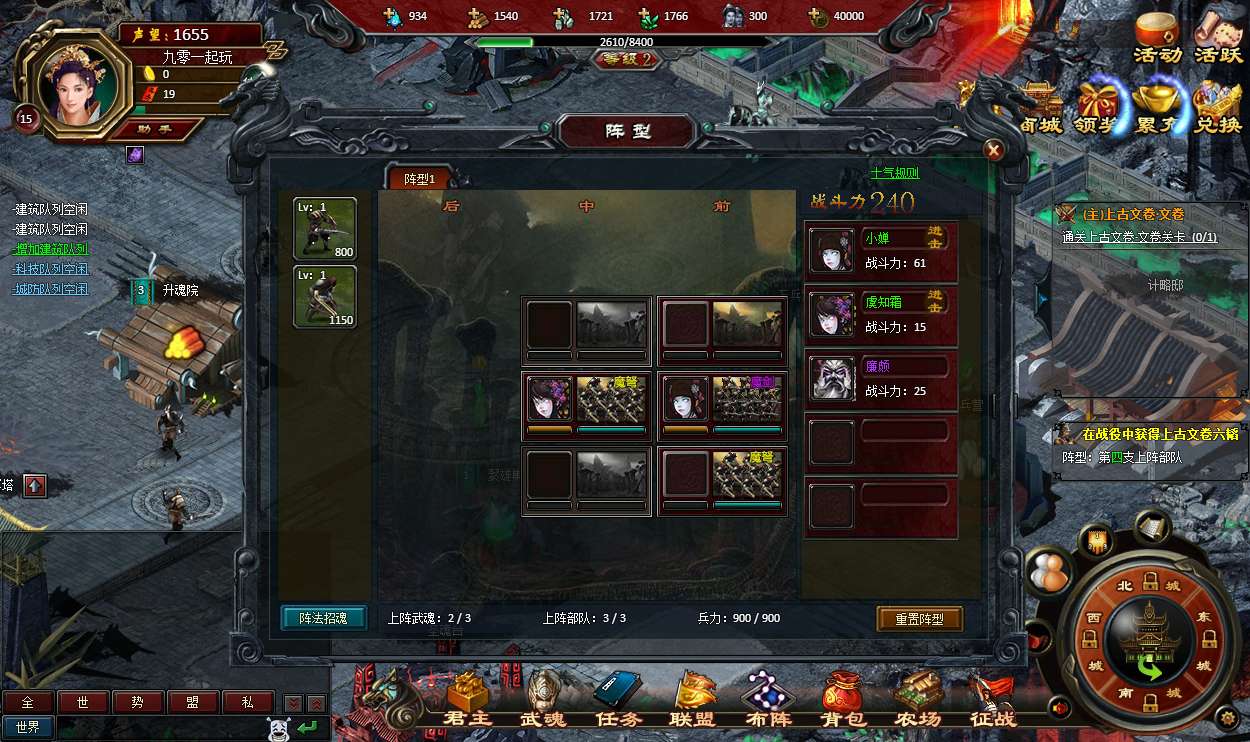 934
1540
1721
1766
300
40000
2610/8400
等级 2
声望：1655
九零一起玩
0
19
15
助手
活动
活跃
商城
领奖
累充
兑换
阵型
阵型1
士气规则
战斗力 240
后
中
前
Lv: 1
800
Lv: 1
1150
小婵
进击
战斗力：61
虞知霜
进击
战斗力：15
廉颇
战斗力：25
魔弩
魔剑
魔弩
-建筑队列空闲
-建筑队列空闲
-增加建筑队列
-科技队列空闲
-城防队列空闲
3
升魂院
塔
(主)上古文卷·文卷
通关上古文卷-文卷关卡 (0/1)
计略邸
兵营
在战役中获得上古文卷六韬
阵型：第四支上阵部队
阵法招魂
上阵武魂：2 / 3
上阵部队：3 / 3
兵力：900 / 900
重置阵型
北城
西城
东城
南城
全
世
势
盟
私
世界
君主
武魂
任务
联盟
布阵
背包
农场
征战